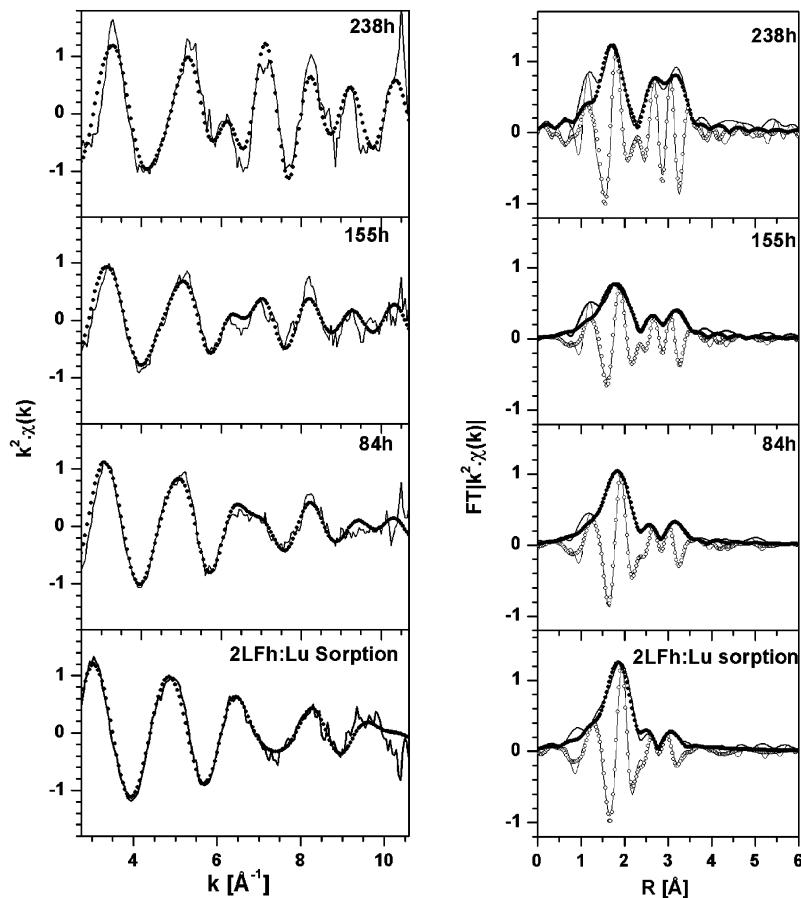 238h
1
0
-1
155h
1
0
-1
84h
1
0
-1
2LFh:Lu Sorption
1
0
-1
4 6 8 10
k [Å⁻¹]
k².χ(k)
238h
1
0
-1
155h
1
0
-1
84h
1
0
-1
2LFh:Lu sorption
1
0
-1
0 1 2 3 4 5 6
R [Å]
FT|k².χ(k)|